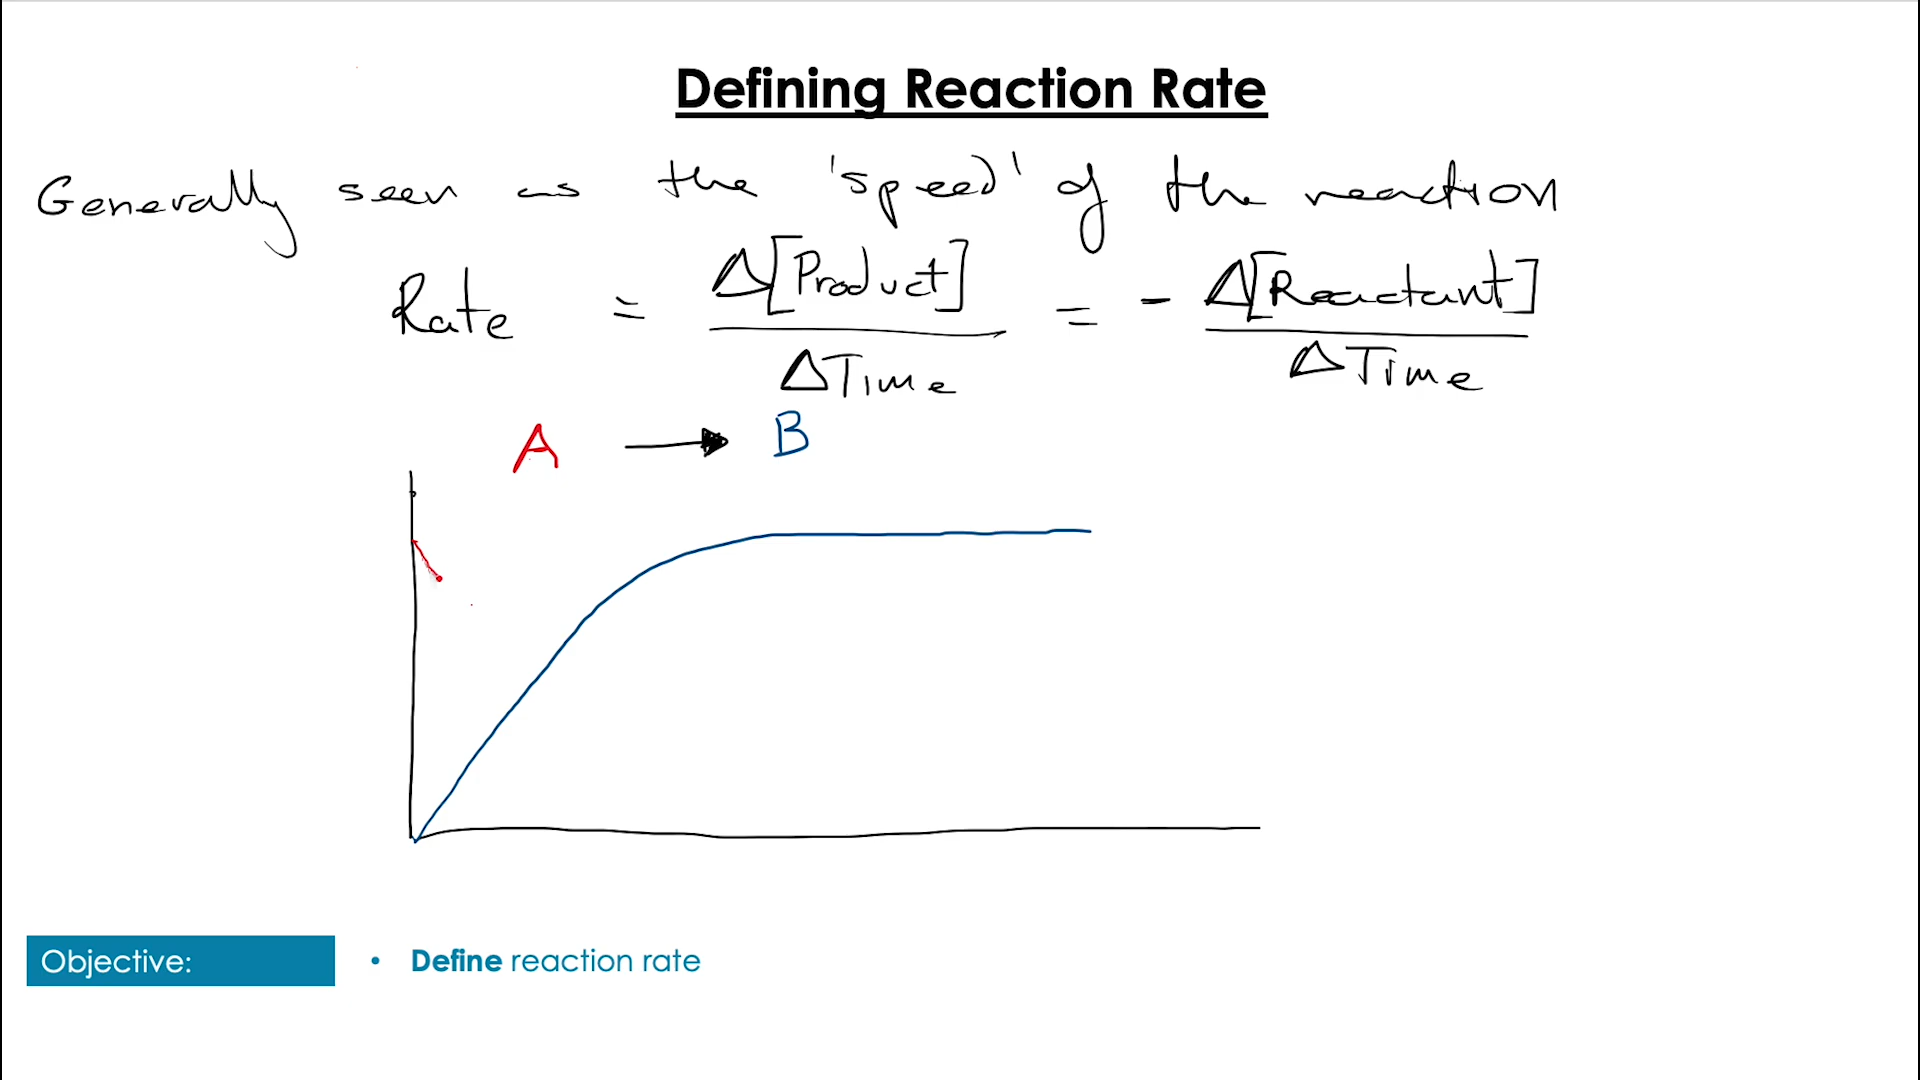 Defining Reaction Rate
Generally seen as the 'speed' of the reaction
Rate = Δ[Product] / ΔTime = - Δ[Reactant] / ΔTime
A → B
Objective: • Define reaction rate